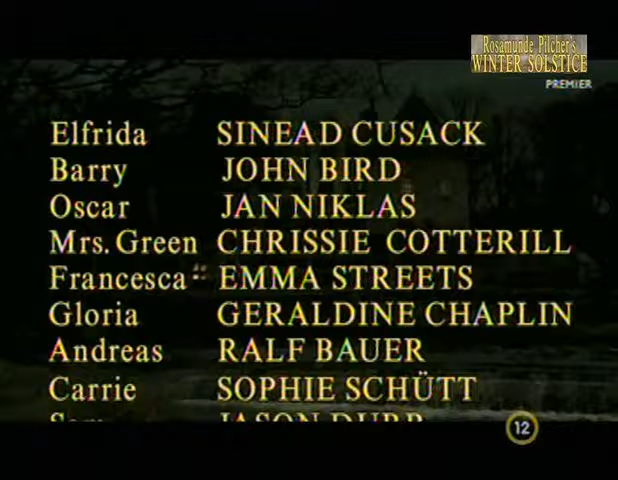 Rosamunde Pilcher's
WINTER SOLSTICE
PREMIER
Elfrida SINEAD CUSACK
Barry JOHN BIRD
Oscar JAN NIKLAS
Mrs. Green CHRISSIE COTTERILL
Francesca EMMA STREETS
Gloria GERALDINE CHAPLIN
Andreas RALF BAUER
Carrie SOPHIE SCHÜTT
12